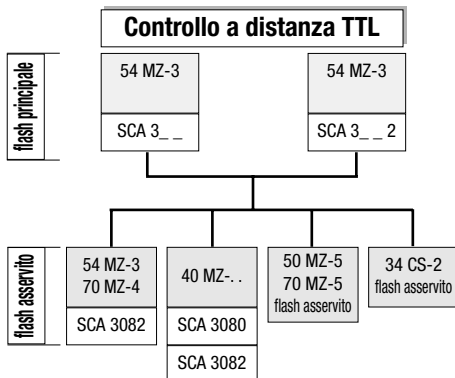 Controllo a distanza TTL
flash principale
54 MZ-3
SCA 3_ _
54 MZ-3
SCA 3_ _ 2
flash asservito
54 MZ-3
70 MZ-4
SCA 3082
40 MZ-. .
SCA 3080
SCA 3082
50 MZ-5
70 MZ-5
flash asservito
34 CS-2
flash asservito